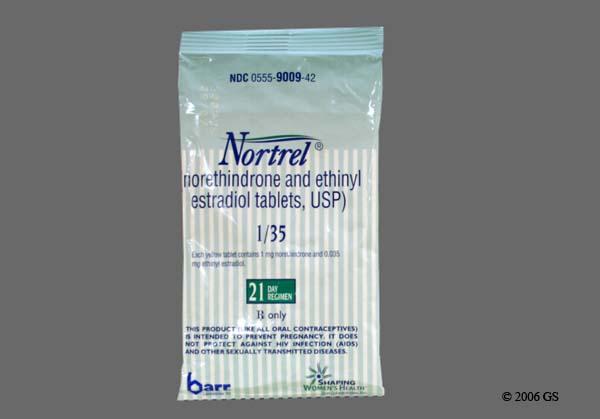 NDC 0555-9009-42
Nortrel®
norethindrone and ethinyl
estradiol tablets, USP)
1/35
Each yellow tablet contains 1 mg norethindrone and 0.035
mg ethinyl estradiol.
21 DAY
REGIMEN
Rx only
THIS PRODUCT (LIKE ALL ORAL CONTRACEPTIVES)
IS INTENDED TO PREVENT PREGNANCY. IT DOES
NOT PROTECT AGAINST HIV INFECTION (AIDS)
AND OTHER SEXUALLY TRANSMITTED DISEASES.
barr
SHAPING
WOMEN'S HEALTH
© 2006 GS